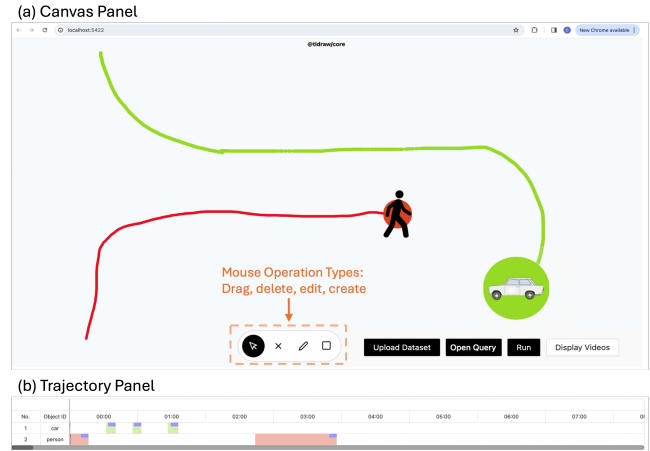 (a) Canvas Panel
localhost:5422
New Chrome available
@tldraw/core
Mouse Operation Types:
Drag, delete, edit, create
Upload Dataset
Open Query
Run
Display Videos
(b) Trajectory Panel
No. Object ID 00:00 01:00 02:00 03:00 04:00 05:00 06:00 07:00
1 car
2 person